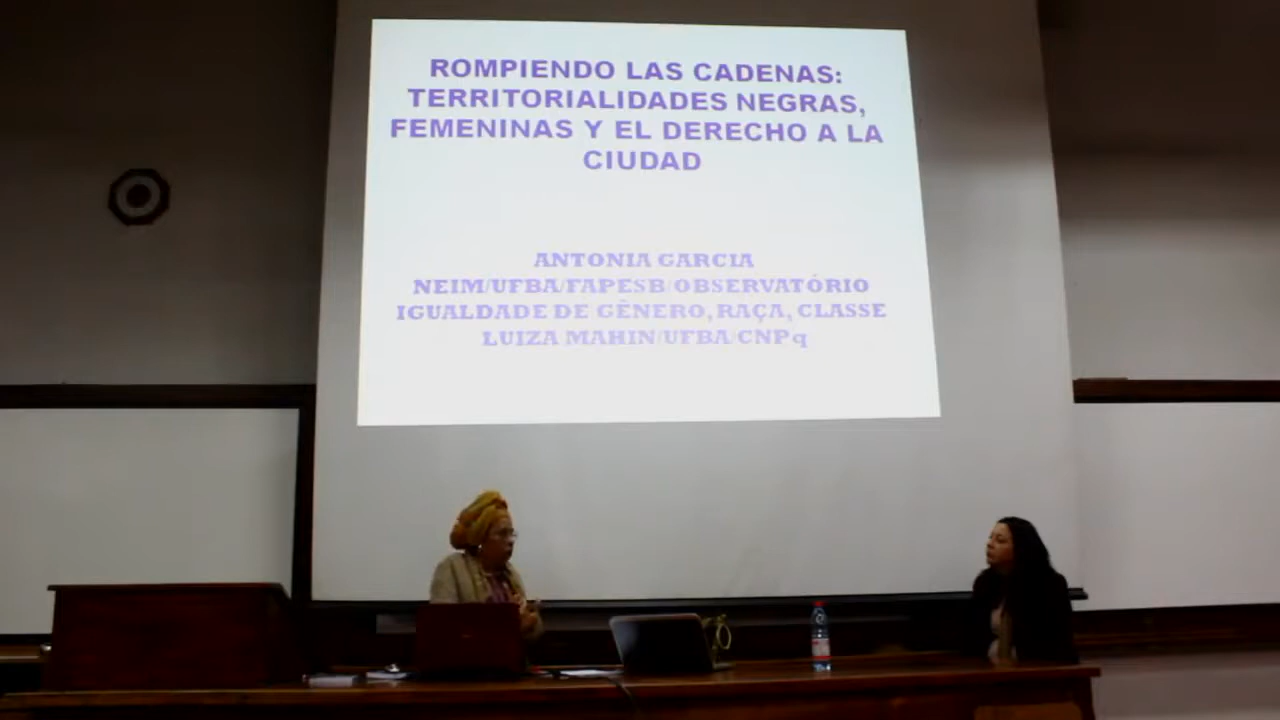 ROMPIENDO LAS CADENAS:
TERRITORIALIDADES NEGRAS,
FEMENINAS Y EL DERECHO A LA
CIUDAD
ANTONIA GARCIA
NEIM/UFBA/FAPESB/OBSERVATÓRIO
IGUALDADE DE GÊNERO, RAÇA, CLASSE
LUIZA MAHIN/UFBA/CNPq